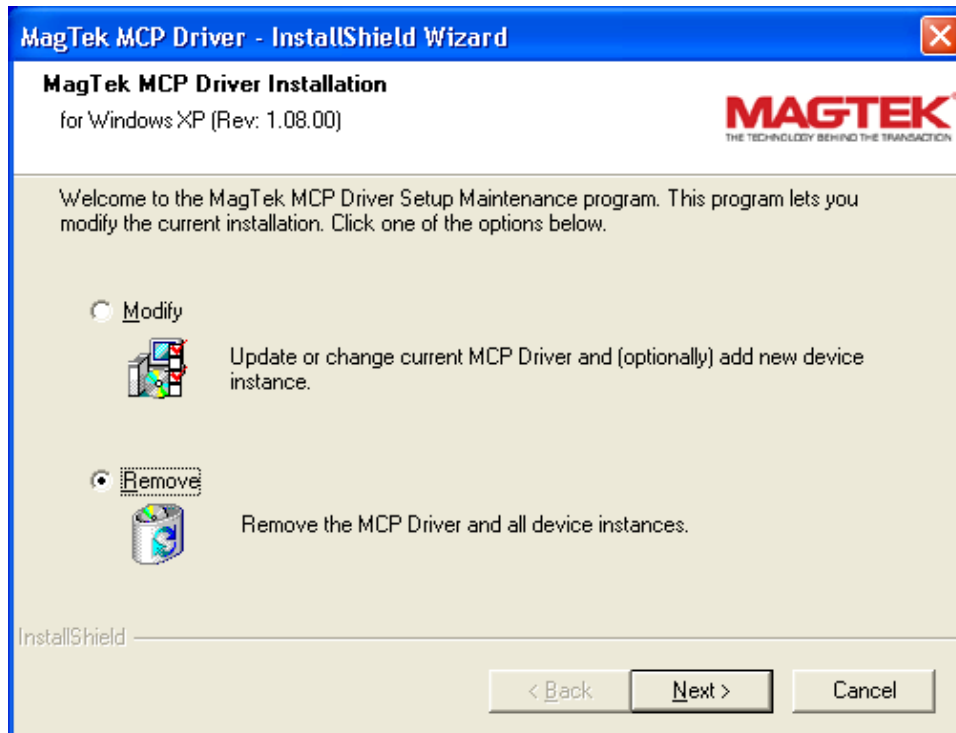 MagTek MCP Driver - InstallShield Wizard
MagTek MCP Driver Installation
for Windows XP (Rev: 1.08.00)
MAGTEK
THE TECHNOLOGY BEHIND THE TRANSACTION
Welcome to the MagTek MCP Driver Setup Maintenance program. This program lets you
modify the current installation. Click one of the options below.
Modify
Update or change current MCP Driver and (optionally) add new device
instance.
Remove
Remove the MCP Driver and all device instances.
InstallShield
< Back
Next >
Cancel